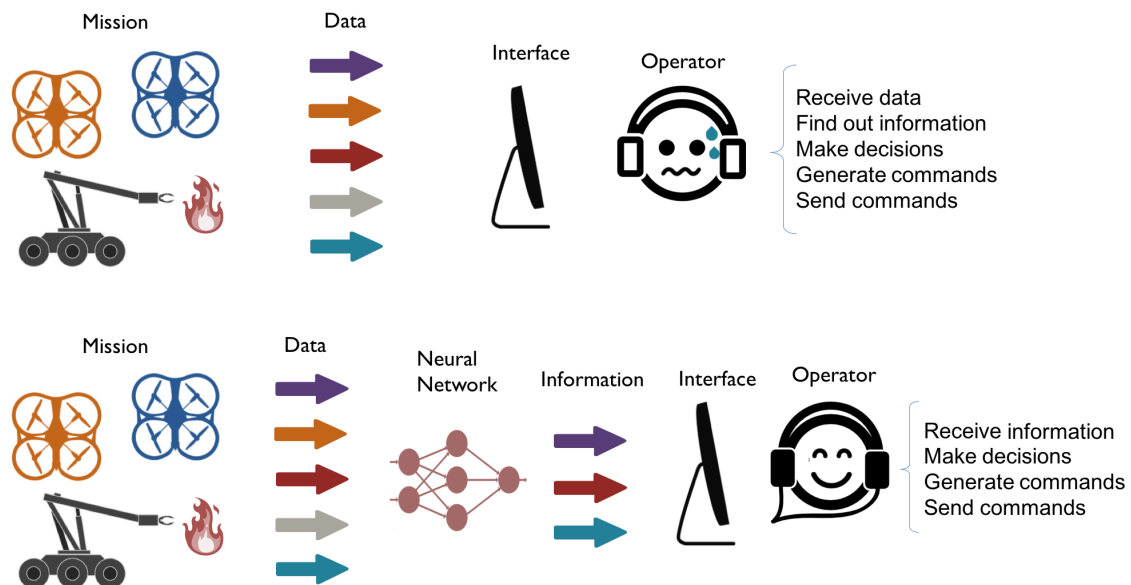 Mission
Data
Interface
Operator
Receive data
Find out information
Make decisions
Generate commands
Send commands
Mission
Data
Neural
Network
Information
Interface
Operator
Receive information
Make decisions
Generate commands
Send commands